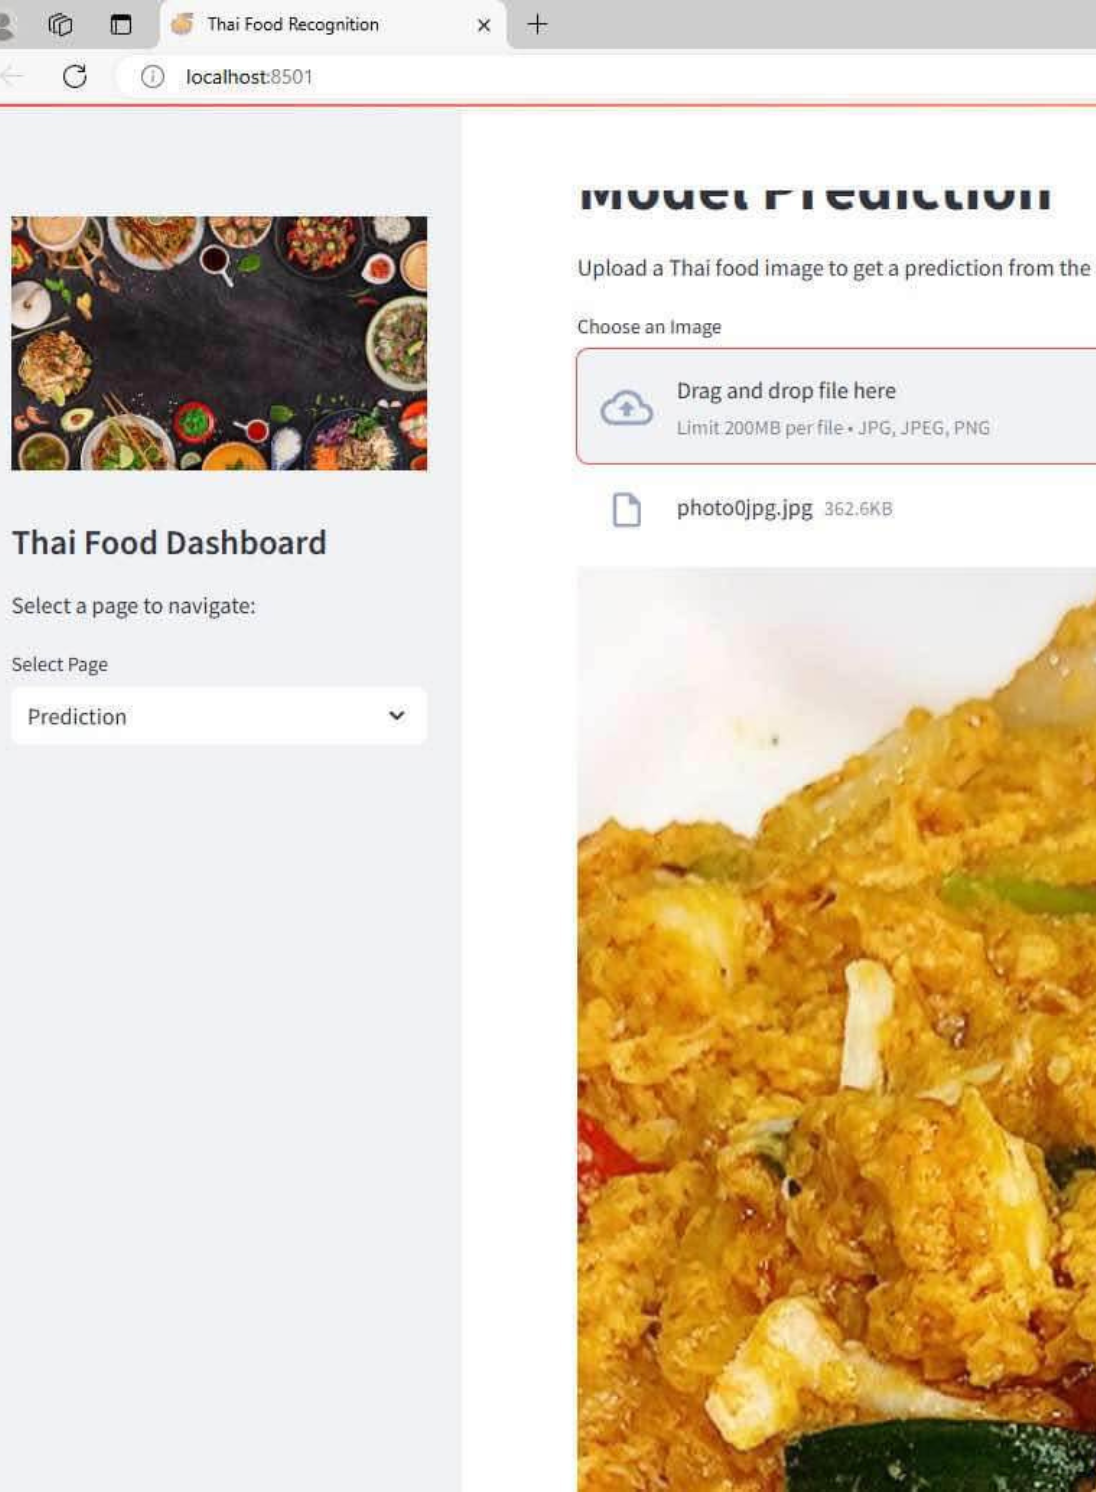 Thai Food Recognition
localhost:8501
Thai Food Dashboard
Select a page to navigate:
Select Page
Prediction
Model Prediction
Upload a Thai food image to get a prediction from the
Choose an Image
Drag and drop file here
Limit 200MB per file • JPG, JPEG, PNG
photo0jpg.jpg 362.6KB